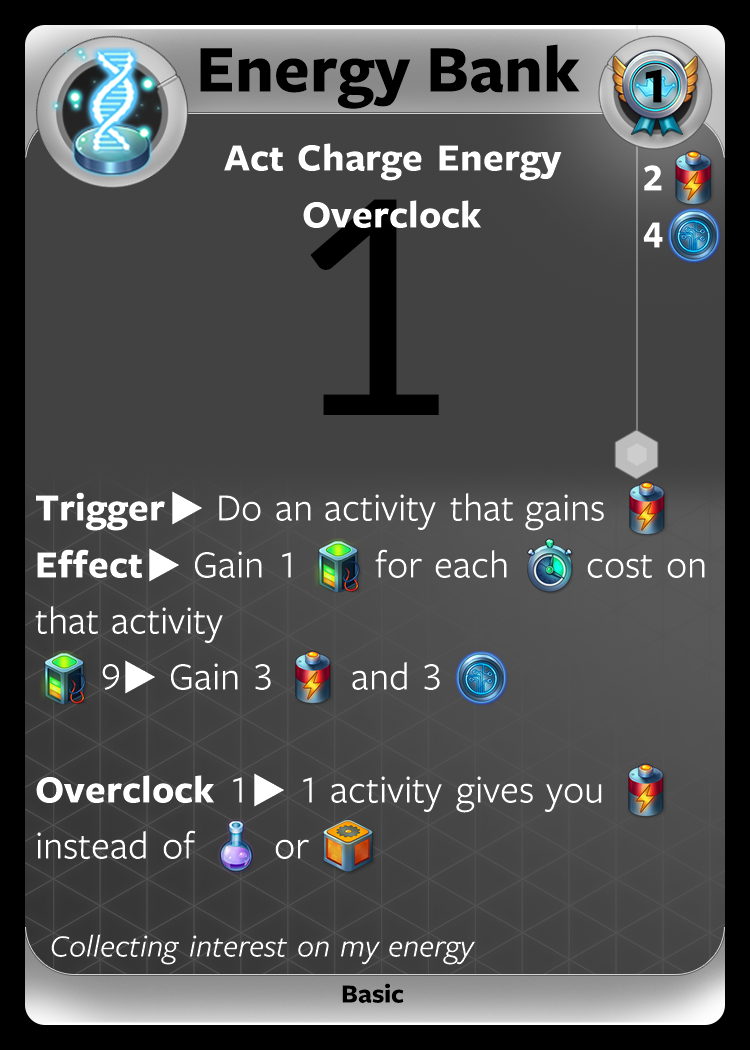 Energy Bank
1
Act Charge Energy
Overclock
2
4
1
Trigger▶ Do an activity that gains
Effect▶ Gain 1 for each cost on
that activity
9▶ Gain 3 and 3
Overclock 1▶ 1 activity gives you
instead of or
Collecting interest on my energy
Basic